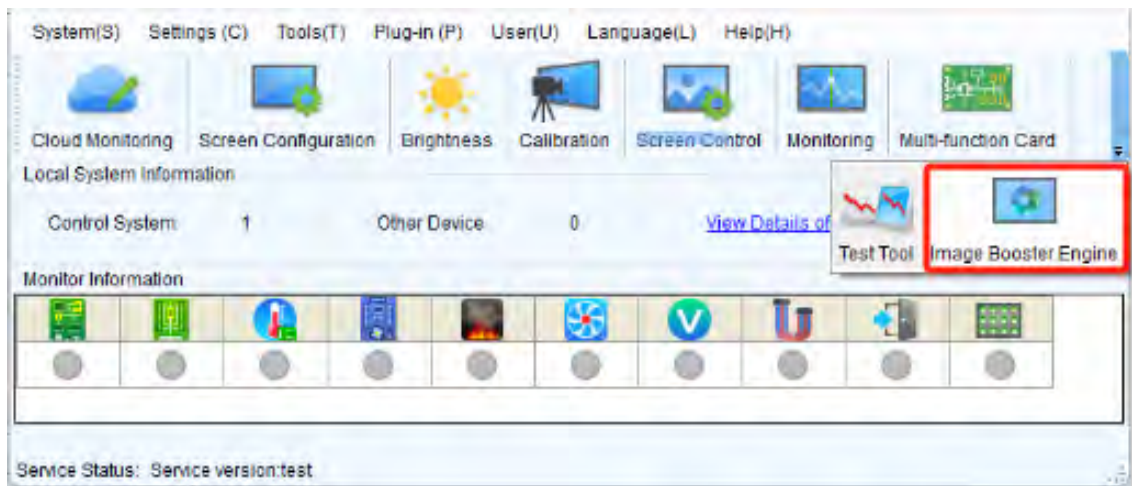 System(S) Settings (C) Tools(T) Plug-in (P) User(U) Language(L) Help(H)
Cloud Monitoring Screen Configuration Brightness Calibration Screen Control Monitoring Multi-function Card
Local System Information
Control System 1 Other Device 0 View Details of
Test Tool Image Booster Engine
Monitor Information
Service Status: Service version:test